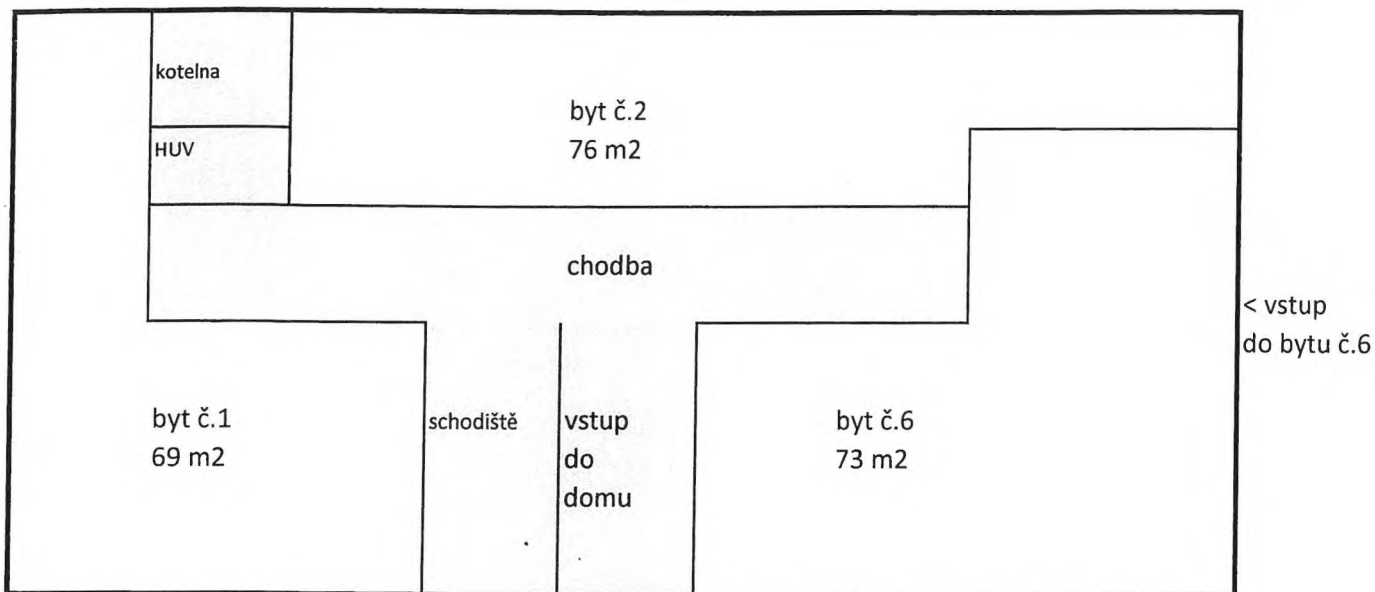 kotelna
HUV
byt č.2
76 m2
chodba
< vstup
do bytu č.6
byt č.1
69 m2
schodiště
vstup
do
domu
byt č.6
73 m2